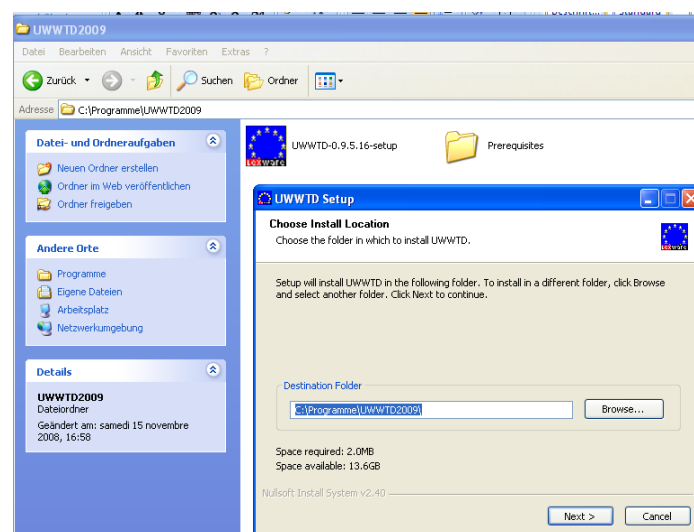 UWWTD2009
Datei Bearbeiten Ansicht Favoriten Extras ?
Zurück Suchen Ordner
Adresse C:\Programme\UWWTD2009
Datei- und Ordneraufgaben
Neuen Ordner erstellen
Ordner im Web veröffentlichen
Ordner freigeben
Andere Orte
Programme
Eigene Dateien
Arbeitsplatz
Netzwerkumgebung
Details
UWWTD2009
Dateiordner
Geändert am: samedi 15 novembre
2008, 16:58
UWWTD-0.9.5.16-setup
Prerequisites
UWWTD Setup
Choose Install Location
Choose the folder in which to install UWWTD.
Setup will install UWWTD in the following folder. To install in a different folder, click Browse
and select another folder. Click Next to continue.
Destination Folder
C:\Programme\UWWTD2009\
Browse...
Space required: 2.0MB
Space available: 13.6GB
Nullsoft Install System v2.40
Next >
Cancel